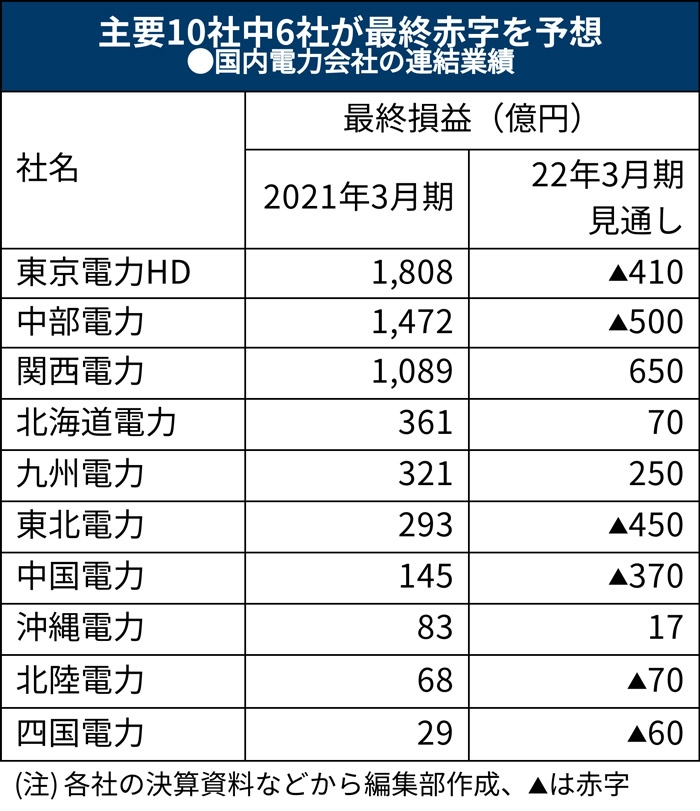 主要10社中6社が最終赤字を予想
●国内電力会社の連結業績
社名
最終損益（億円）
2021年3月期
22年3月期
見通し
東京電力HD 1,808 ▲410
中部電力 1,472 ▲500
関西電力 1,089 650
北海道電力 361 70
九州電力 321 250
東北電力 293 ▲450
中国電力 145 ▲370
沖縄電力 83 17
北陸電力 68 ▲70
四国電力 29 ▲60
(注) 各社の決算資料などから編集部作成、▲は赤字